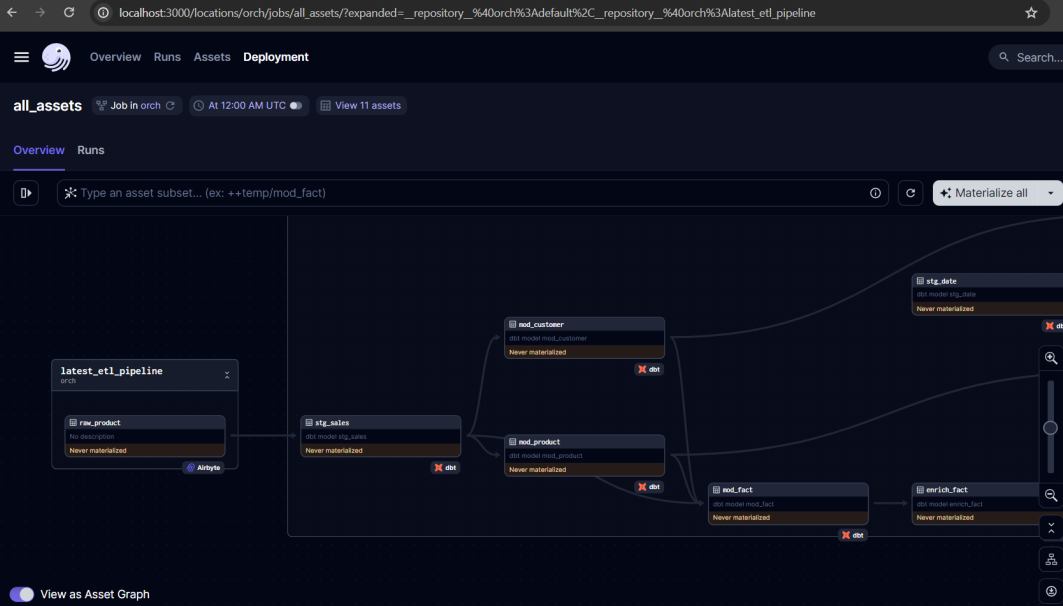 localhost:3000/locations/orch/jobs/all_assets/?expanded=__repository__%40orch%3Adefault%2C__repository__%40orch%3Alatest_etl_pipeline
Overview Runs Assets Deployment Search...
all_assets Job in orch At 12:00 AM UTC View 11 assets
Overview Runs
Type an asset subset... (ex: ++temp/mod_fact) Materialize all
stg_date
dbt model stg_date
Never materialized
db
mod_customer
dbt model mod_customer
Never materialized
dbt
latest_etl_pipeline
orch
raw_product
No description
Never materialized
Airbyte
stg_sales
dbt model stg_sales
Never materialized
dbt
mod_product
dbt model mod_product
Never materialized
dbt
mod_fact
dbt model mod_fact
Never materialized
dbt
enrich_fact
dbt model enrich_fact
Never materialized
View as Asset Graph